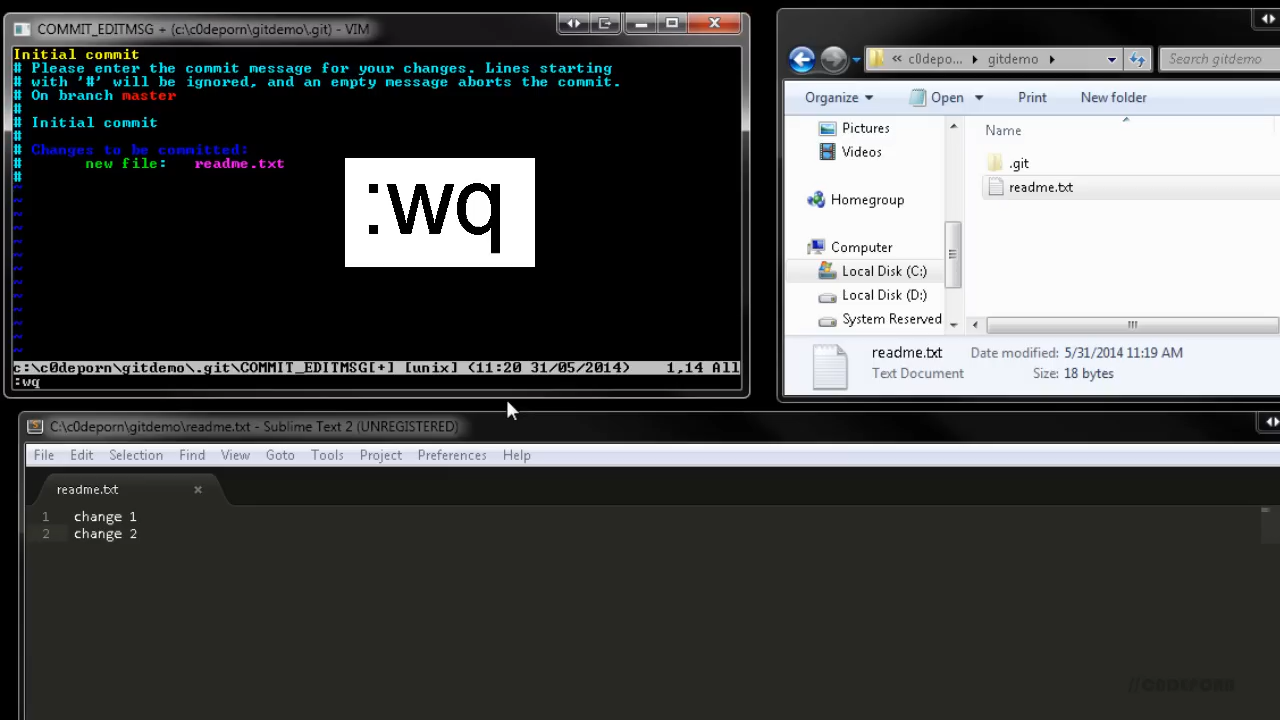 COMMIT_EDITMSG + (c:\c0deporn\gitdemo\.git) - VIM
Initial commit
# Please enter the commit message for your changes. Lines starting
# with '#' will be ignored, and an empty message aborts the commit.
# On branch master
#
# Initial commit
#
# Changes to be committed:
#       new file:   readme.txt
#
~
~
~
~
~
~
~
~
~
~
~
~
~
:wq
c:\c0deporn\gitdemo\.git\COMMIT_EDITMSG[+] [unix] (11:20 31/05/2014) 1,14 All
:wq
« c0depo... gitdemo
Search gitdemo
Organize Open Print New folder
Pictures
Videos
Homegroup
Computer
Local Disk (C:)
Local Disk (D:)
System Reserved
Name
.git
readme.txt
readme.txt Date modified: 5/31/2014 11:19 AM
Text Document Size: 18 bytes
C:\c0deporn\gitdemo\readme.txt - Sublime Text 2 (UNREGISTERED)
File Edit Selection Find View Goto Tools Project Preferences Help
readme.txt ×
1 change 1
2 change 2
//C0DEPORN